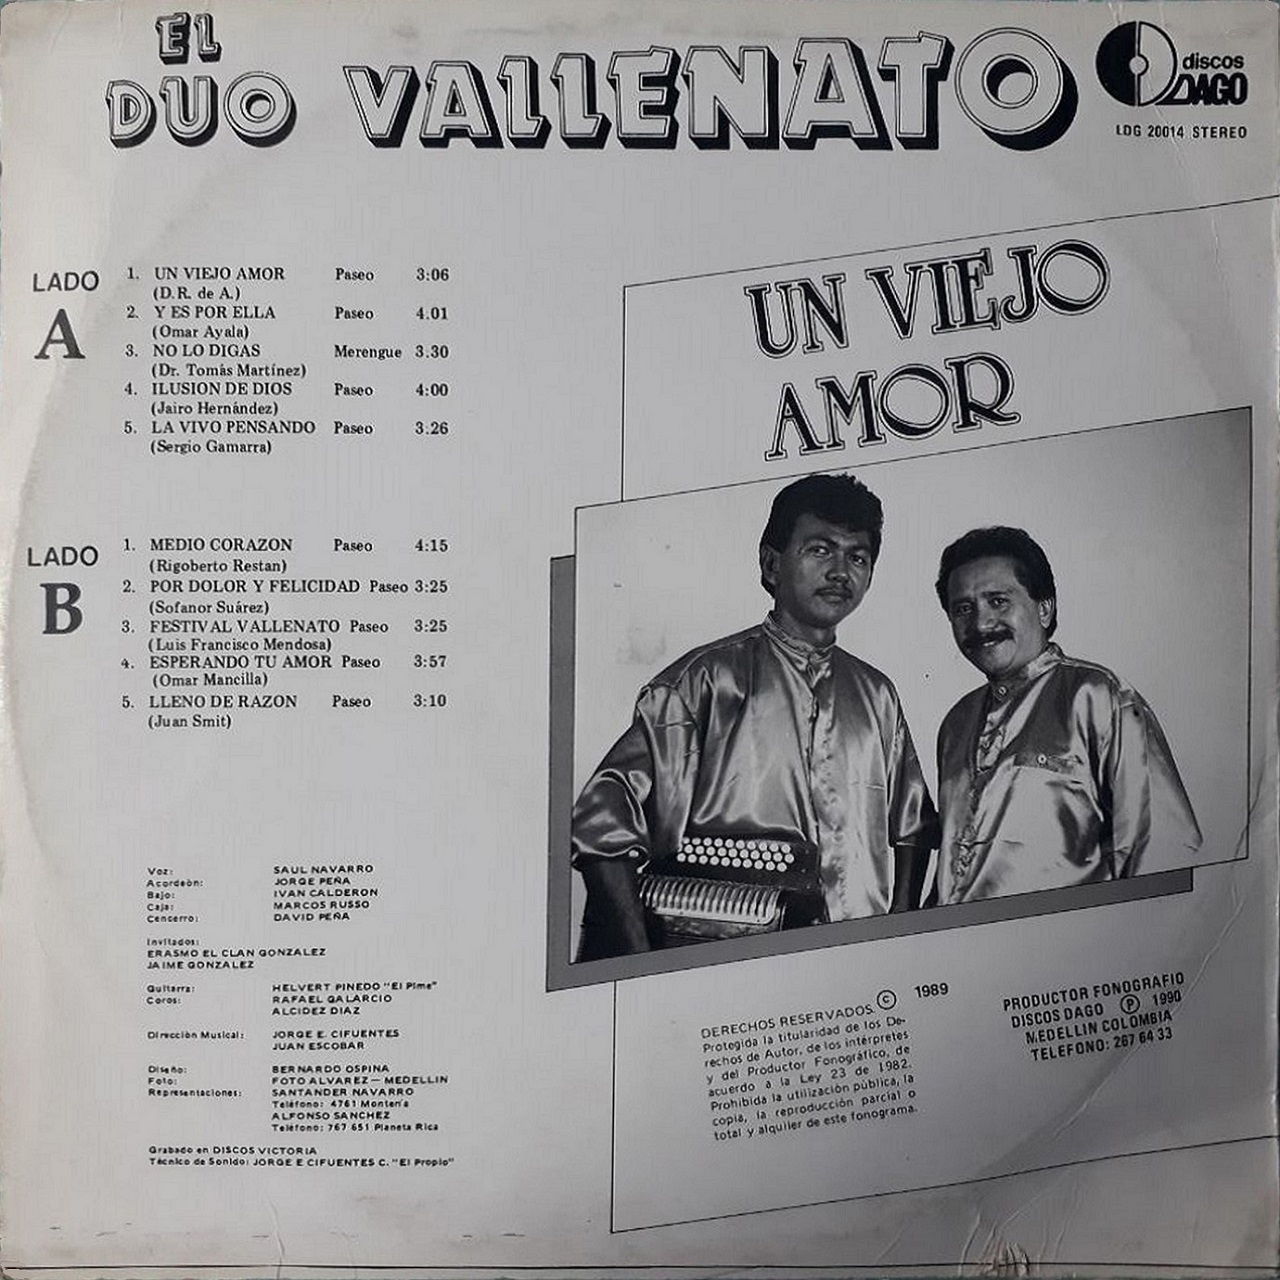 EL
DUO VALLENATO
discos
DAGO
LDG 20014 STEREO
UN VIEJO
AMOR
LADO
A
1. UN VIEJO AMOR Paseo 3:06
(D.R. de A.)
2. Y ES POR ELLA Paseo 4.01
(Omar Ayala)
3. NO LO DIGAS Merengue 3.30
(Dr. Tomás Martínez)
4. ILUSION DE DIOS Paseo 4:00
(Jairo Hernández)
5. LA VIVO PENSANDO Paseo 3.26
(Sergio Gamarra)
LADO
B
1. MEDIO CORAZON Paseo 4:15
(Rigoberto Restan)
2. POR DOLOR Y FELICIDAD Paseo 3:25
(Sofanor Suárez)
3. FESTIVAL VALLENATO Paseo 3:25
(Luis Francisco Mendosa)
4. ESPERANDO TU AMOR Paseo 3:57
(Omar Mancilla)
5. LLENO DE RAZON Paseo 3:10
(Juan Smit)
Voz: SAUL NAVARRO
Acordeòn: JORGE PEÑA
Bajo: IVAN CALDERON
Caja: MARCOS RUSSO
Cencerro: DAVID PEÑA
Invitados:
ERASMO EL CLAN GONZALEZ
JAIME GONZALEZ
Guitarra: HELVERT PINEDO "El Pime"
Coros: RAFAEL GALARCIO
ALCIDEZ DIAZ
Direcciòn Musical: JORGE E. CIFUENTES
JUAN ESCOBAR
Diseño: BERNARDO OSPINA
Foto: FOTO ALVAREZ — MEDELLIN
Representaciones: SANTANDER NAVARRO
Teléfono: 4761 Montería
ALFONSO SANCHEZ
Teléfono: 767 651 Planeta Rica
Grabado en DISCOS VICTORIA
Técnico de Sonido: JORGE E CIFUENTES C. "El Propio"
DERECHOS RESERVADOS © 1989
Protegida la titularidad de los De-
rechos de Autor, de los intérpretes
y del Productor Fonográfico, de
acuerdo a la Ley 23 de 1982.
Prohibida la utilización pública, la
copia, la reproducción parcial o
total y alquiler de este fonograma.
PRODUCTOR FONOGRAFIO
DISCOS DAGO ℗ 1990
MEDELLIN COLOMBIA
TELEFONO: 267 64 33